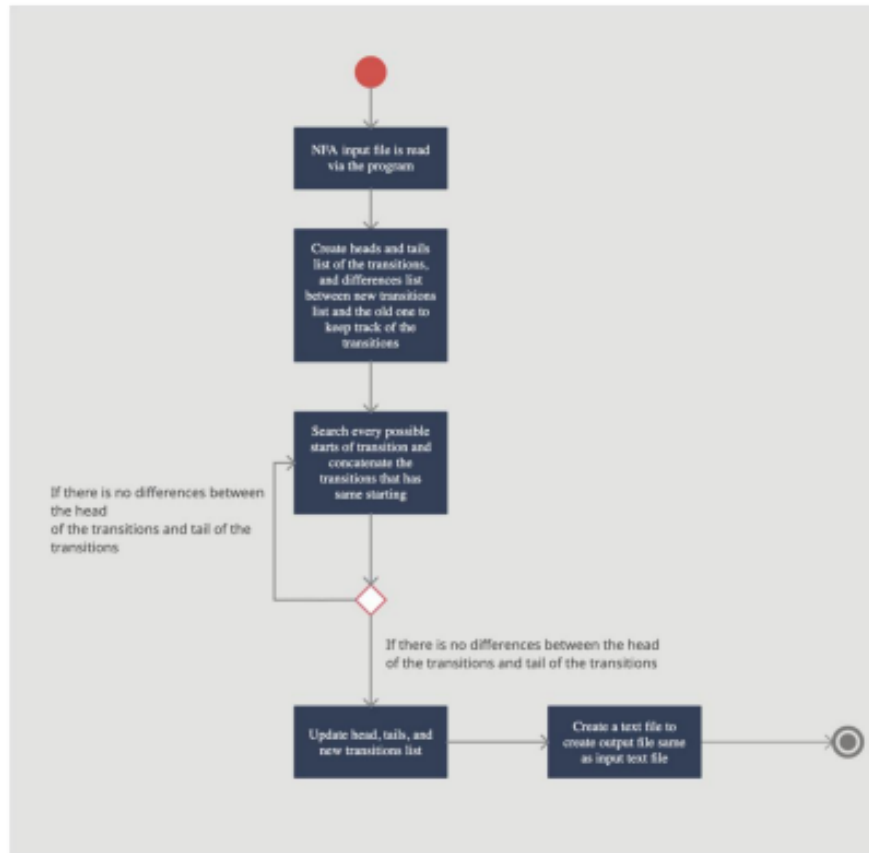 NFA input file is read
via the program
Create heads and tails
list of the transitions,
and differences list
between new transitions
list and the old one to
keep track of the
transitions
Search every possible
starts of transition and
concatenate the
transitions that has
same starting
If there is no differences between
the head
of the transitions and tail of the
transitions
If there is no differences between the head
of the transitions and tail of the transitions
Update head, tails, and
new transitions list
Create a text file to
create output file same
as input text file